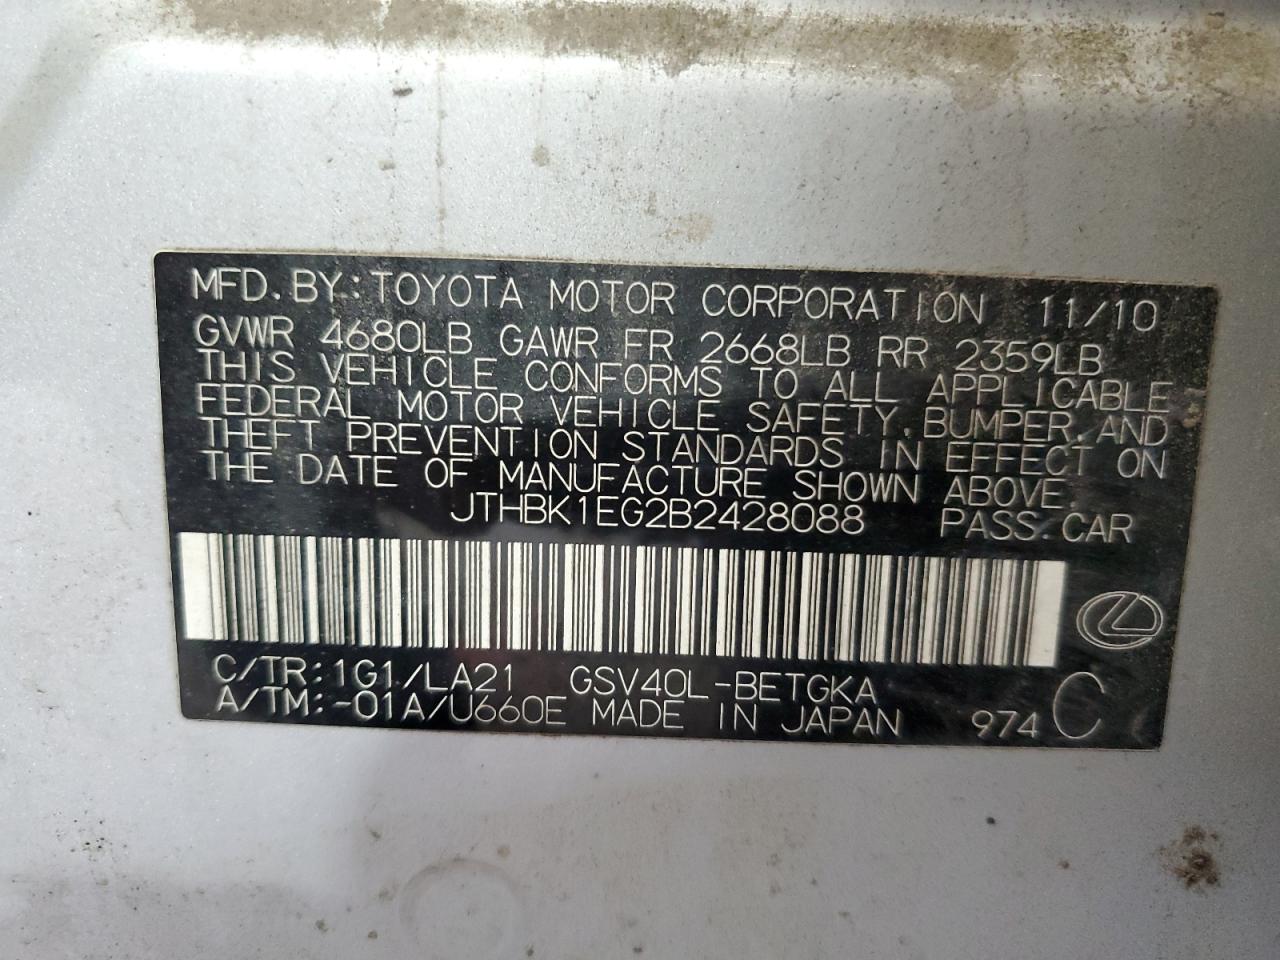 MFD. BY: TOYOTA MOTOR CORPORATION 11/10
GVWR 4680LB GAWR FR 2668LB RR 2359LB
THIS VEHICLE CONFORMS TO ALL APPLICABLE
FEDERAL MOTOR VEHICLE SAFETY, BUMPER, AND
THEFT PREVENTION STANDARDS IN EFFECT ON
THE DATE OF MANUFACTURE SHOWN ABOVE.
JTHBK1EG2B2428088 PASS. CAR
C/TR: 1G1/LA21 GSV40L-BETGKA
A/TM: -01A/U660E MADE IN JAPAN 974 C